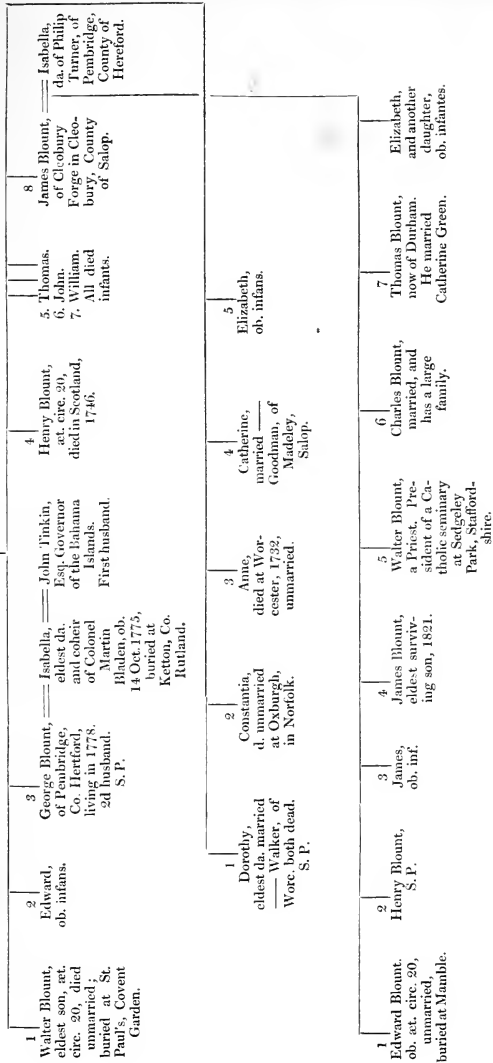 1
Walter Blount,
eldest son, æt.
circ. 20, died
unmarried;
buried at St.
Paul's, Covent
Garden.
2
Edward,
ob. infans.
3
George Blount,
of Pembridge,
Co. Hertford,
living in 1778.
2d husband.
S. P.
Isabella,
eldest da.
and coheir
of Colonel
Martin
Bladen, ob.
14 Oct. 1775,
buried at
Ketton, Co.
Rutland.
John Tinkin,
Esq. Governor
of the Bahama
Islands.
First husband.
4
Henry Blount,
æt. circ. 20,
died in Scotland,
1746.
5. Thomas.
6. John.
7. William.
All died
infants.
8
James Blount,
of Cleobury
Forge in Cleo-
bury, County
of Salop.
Isabella,
da. of Philip
Turner, of
Pembridge,
County of
Hereford.
1
Dorothy,
eldest da. married
—— Walker, of
Worc. both dead.
S. P.
2
Constantia,
d. unmarried
at Oxburgh,
in Norfolk.
3
Anne,
died at Wor-
cester, 1732,
unmarried.
4
Catherine,
married ——
Goodman, of
Madeley,
Salop.
5
Elizabeth,
ob. infans.
1
Edward Blount.
ob. æt. circ. 20,
unmarried,
buried at Mamble.
2
Henry Blount,
S. P.
3
James,
ob. inf.
4
James Blount,
eldest surviv-
ing son, 1821.
5
Walter Blount,
a Priest. Pre-
sident of a Ca-
tholic seminary
at Sedgeley
Park, Stafford-
shire.
6
Charles Blount,
married, and
has a large
family.
7
Thomas Blount,
now of Durham.
He married
Catherine Green.
Elizabeth,
and another
daughter,
ob. infantes.